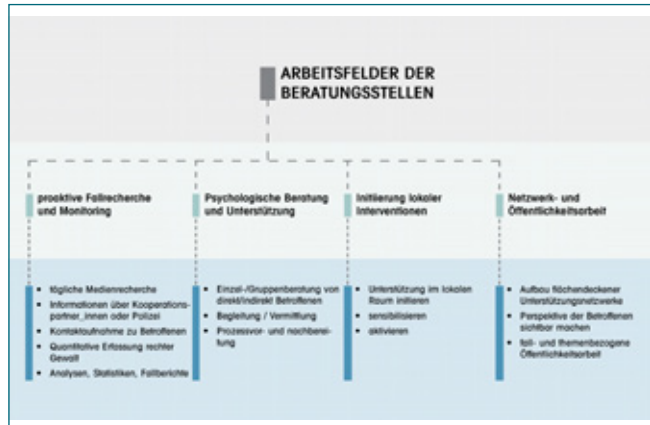 ARBEITSFELDER DER
BERATUNGSSTELLEN
proaktive Fallrecherche
und Monitoring
• tägliche Medienrecherche
• Informationen über Kooperations-
partner_innen oder Polizei
• Kontaktaufnahme zu Betroffenen
• Quantitative Erfassung rechter
Gewalt
• Analysen, Statistiken, Fallberichte
Psychologische Beratung
und Unterstützung
• Einzel-/Gruppenberatung von
direkt/indirekt Betroffenen
• Begleitung / Vermittlung
• Prozessvor- und nachberei-
tung
Initiierung lokaler
Interventionen
• Unterstützung im lokalen
Raum initiieren
• sensibilisieren
• aktivieren
Netzwerk- und
Öffentlichkeitsarbeit
• Aufbau flächendeckener
Unterstützungsnetzwerke
• Perspektive der Betroffenen
sichtbar machen
• fall- und themenbezogene
Öffentlichkeitsarbeit